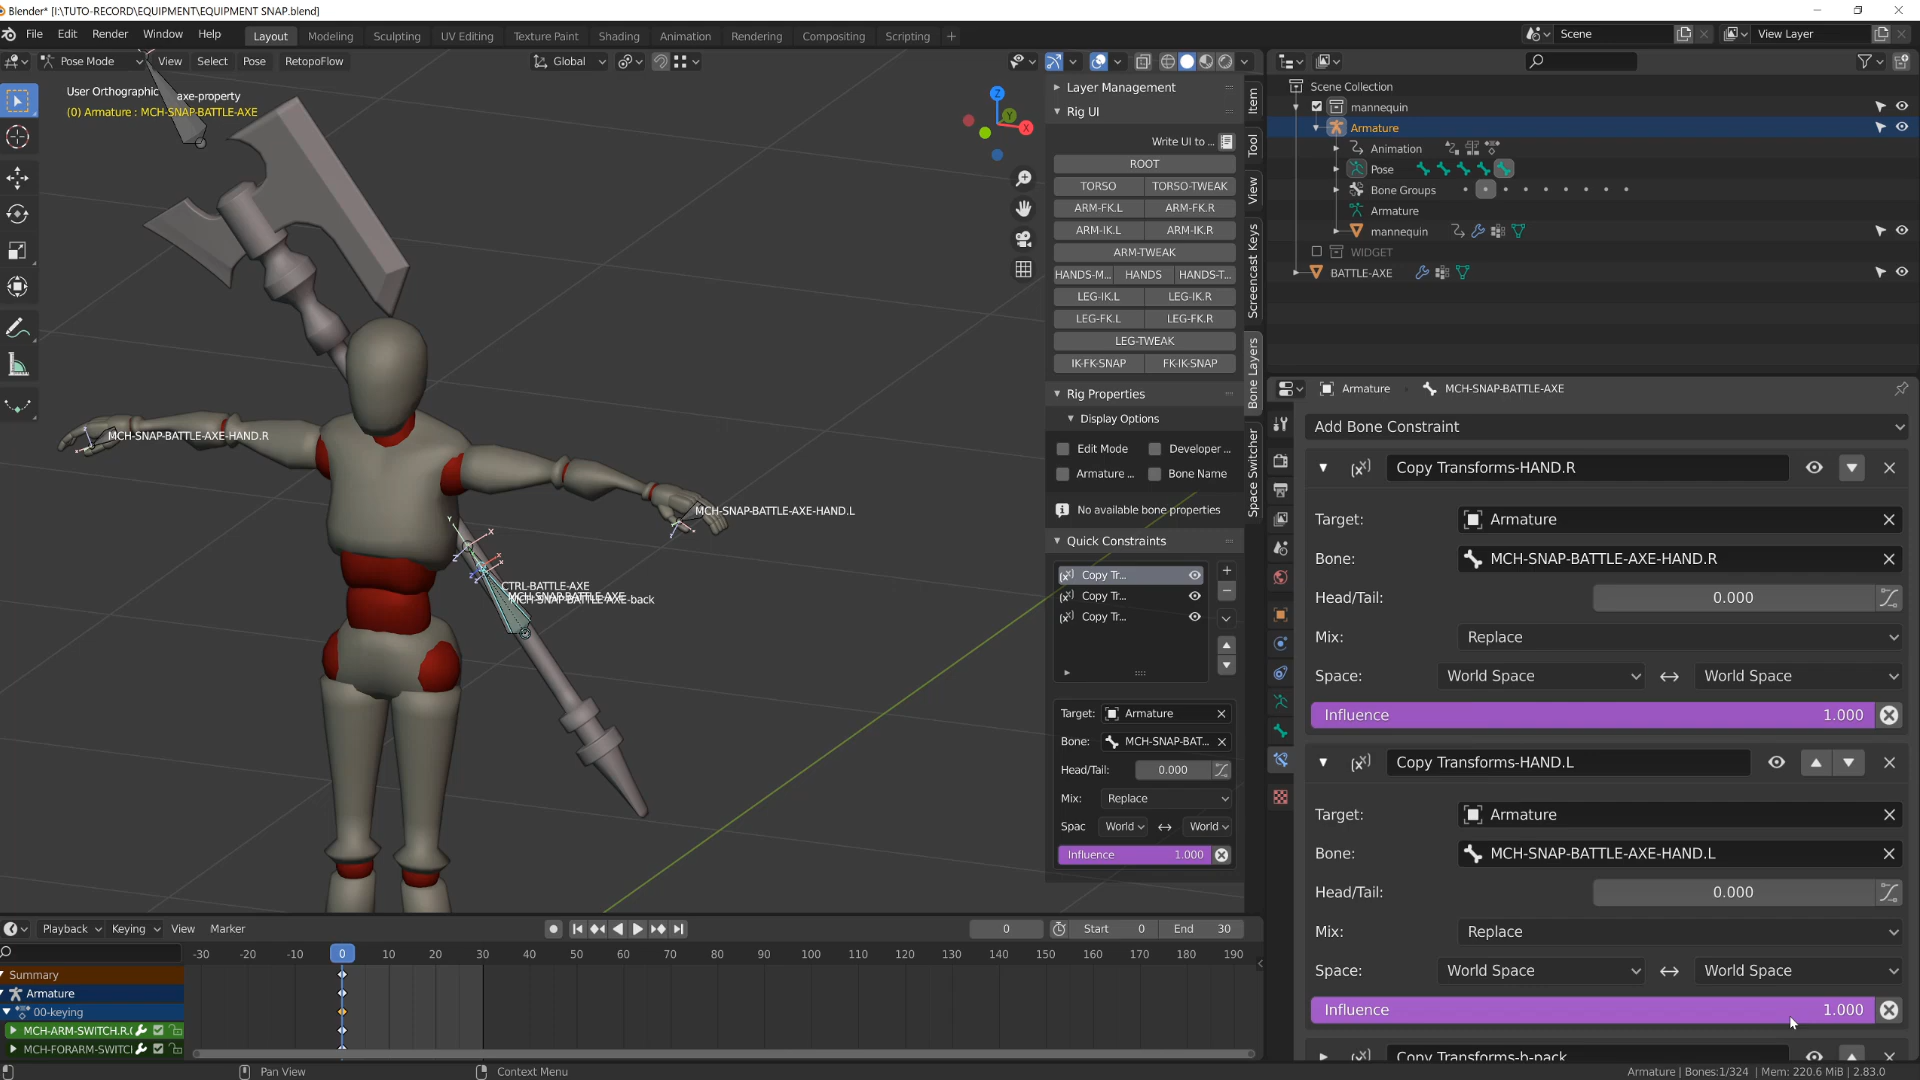 Blender* [I:\TUTO-RECORD\EQUIPMENT\EQUIPMENT SNAP.blend]
File Edit Render Window Help Layout Modeling Sculpting UV Editing Texture Paint Shading Animation Rendering Compositing Scripting + Scene View Layer
Pose Mode View Select Pose RetopoFlow Global
User Orthographic axe-property
(0) Armature : MCH-SNAP-BATTLE-AXE
MCH-SNAP-BATTLE-AXE-HAND.R
MCH-SNAP-BATTLE-AXE-HAND.L
CTRL-BATTLE-AXE
MCH-SNAP-BATTLE-AXE
MCH-SNAP-BATTLE-AXE-back
Layer Management
Rig UI
Write UI to ...
ROOT
TORSO TORSO-TWEAK
ARM-FK.L ARM-FK.R
ARM-IK.L ARM-IK.R
ARM-TWEAK
HANDS-M... HANDS HANDS-T...
LEG-IK.L LEG-IK.R
LEG-FK.L LEG-FK.R
LEG-TWEAK
IK-FK-SNAP FK-IK-SNAP
Rig Properties
Display Options
Edit Mode Developer ...
Armature ... Bone Name
No available bone properties
Quick Constraints
Copy Tr...
Copy Tr...
Copy Tr...
Target: Armature
Bone: MCH-SNAP-BAT...
Head/Tail: 0.000
Mix: Replace
Spac World World
Influence 1.000
Item
Tool
View
Screencast Keys
Bone Layers
Space Switcher
Scene Collection
mannequin
Armature
Animation
Pose
Bone Groups
Armature
mannequin
WIDGET
BATTLE-AXE
Armature MCH-SNAP-BATTLE-AXE
Add Bone Constraint
Copy Transforms-HAND.R
Target: Armature
Bone: MCH-SNAP-BATTLE-AXE-HAND.R
Head/Tail: 0.000
Mix: Replace
Space: World Space World Space
Influence 1.000
Copy Transforms-HAND.L
Target: Armature
Bone: MCH-SNAP-BATTLE-AXE-HAND.L
Head/Tail: 0.000
Mix: Replace
Space: World Space World Space
Influence 1.000
Copy Transforms-b-pack
Playback Keying View Marker 0 Start 0 End 30
-30 -20 -10 0 10 20 30 40 50 60 70 80 90 100 110 120 130 140 150 160 170 180 190
Summary
Armature
00-keying
MCH-ARM-SWITCH.R.(
MCH-FORARM-SWITCI
Pan View Context Menu Armature | Bones:1/324 | Mem: 220.6 MiB | 2.83.0